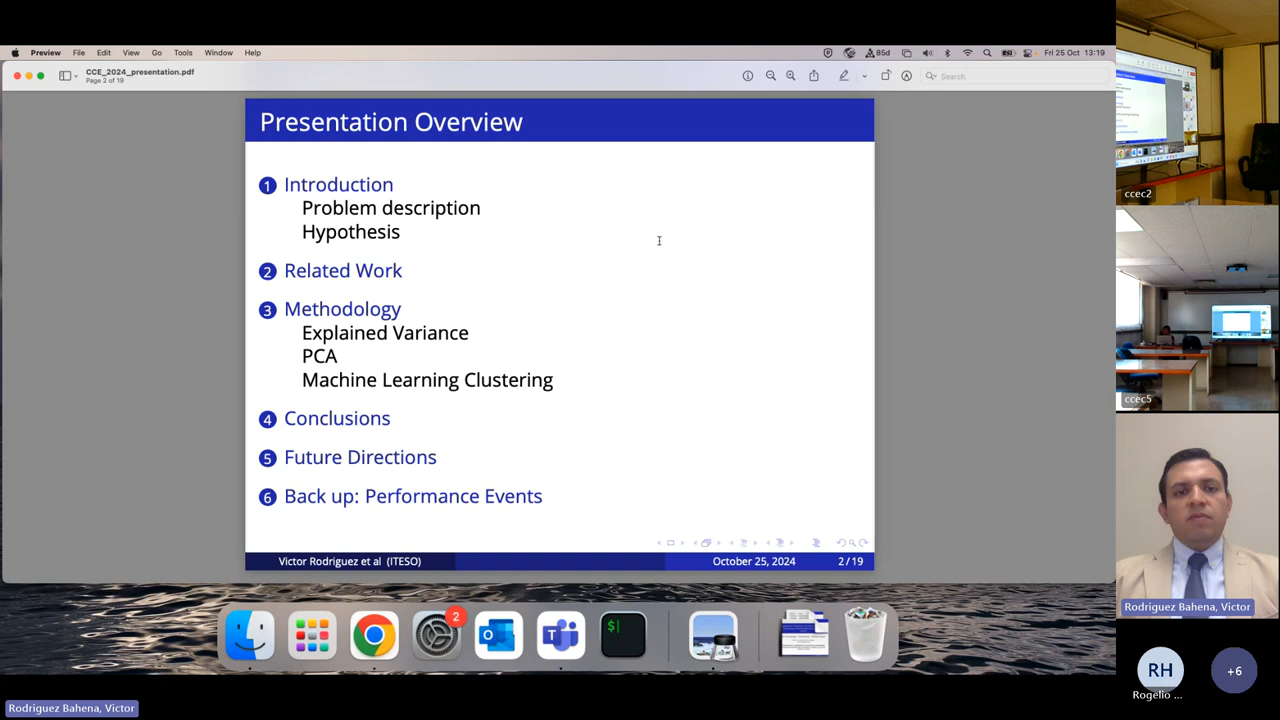 Preview File Edit View Go Tools Window Help
85d Fri 25 Oct 13:19
CCE_2024_presentation.pdf
Page 2 of 19
Search
Presentation Overview
1 Introduction
Problem description
Hypothesis
2 Related Work
3 Methodology
Explained Variance
PCA
Machine Learning Clustering
4 Conclusions
5 Future Directions
6 Back up: Performance Events
Victor Rodriguez et al (ITESO) October 25, 2024 2 / 19
2
$
ccec2
ccec5
Rodriguez Bahena, Victor
RH
+6
Rogelio ...
Rodriguez Bahena, Victor